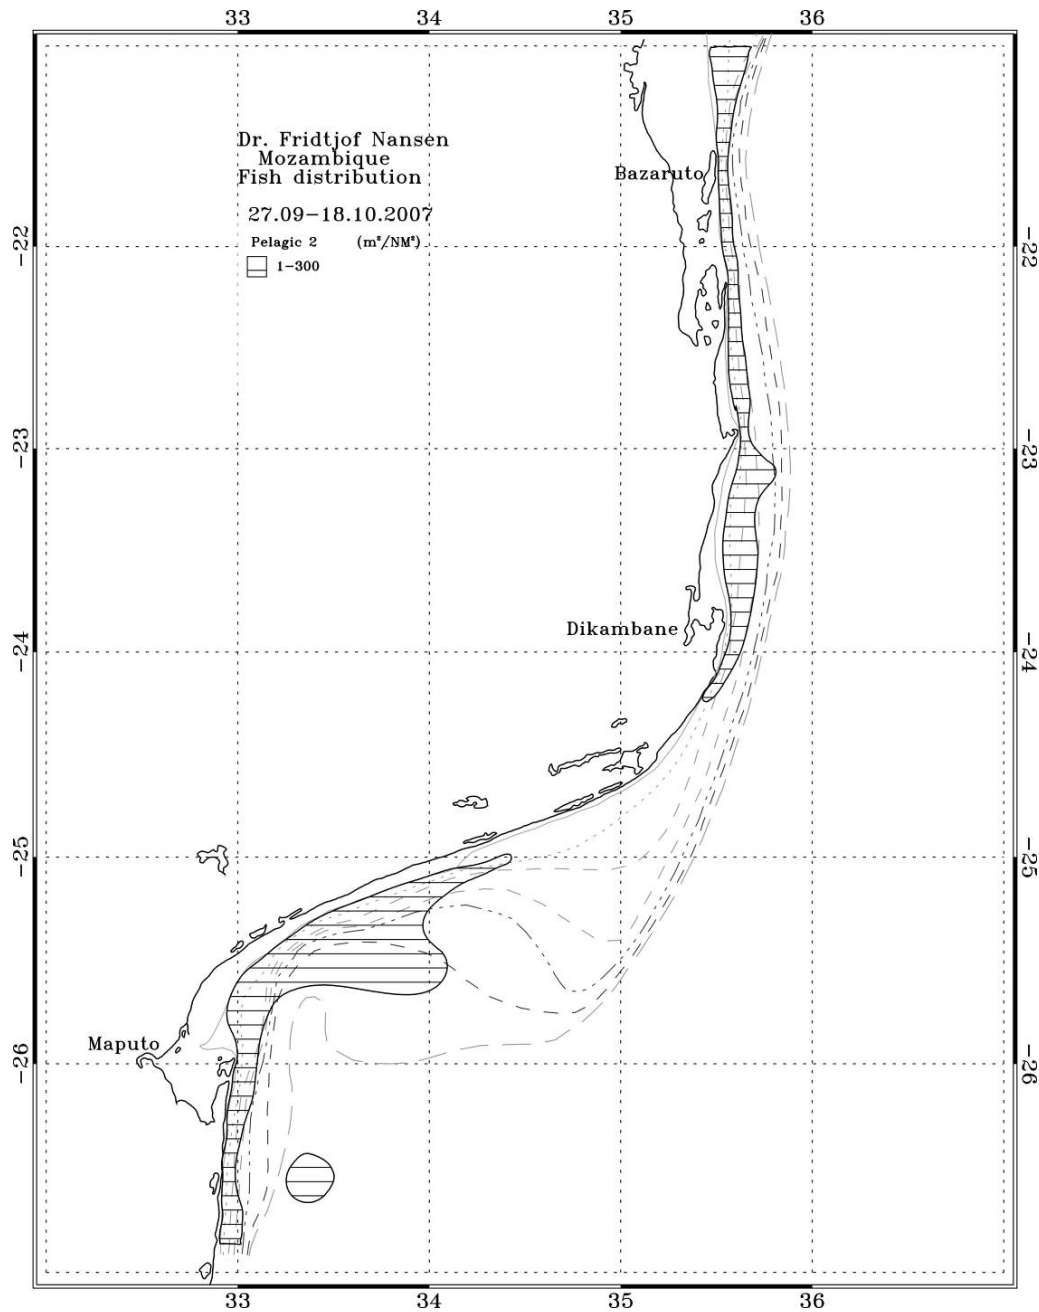 33 34 35 36
Dr. Fridtjof Nansen
Mozambique
Fish distribution
27.09-18.10.2007
Pelagic 2 (m²/NM²)
1-300
Bazaruto
-22 -22
-23 -23
Dikambane
-24 -24
-25 -25
Maputo
-26 -26
33 34 35 36